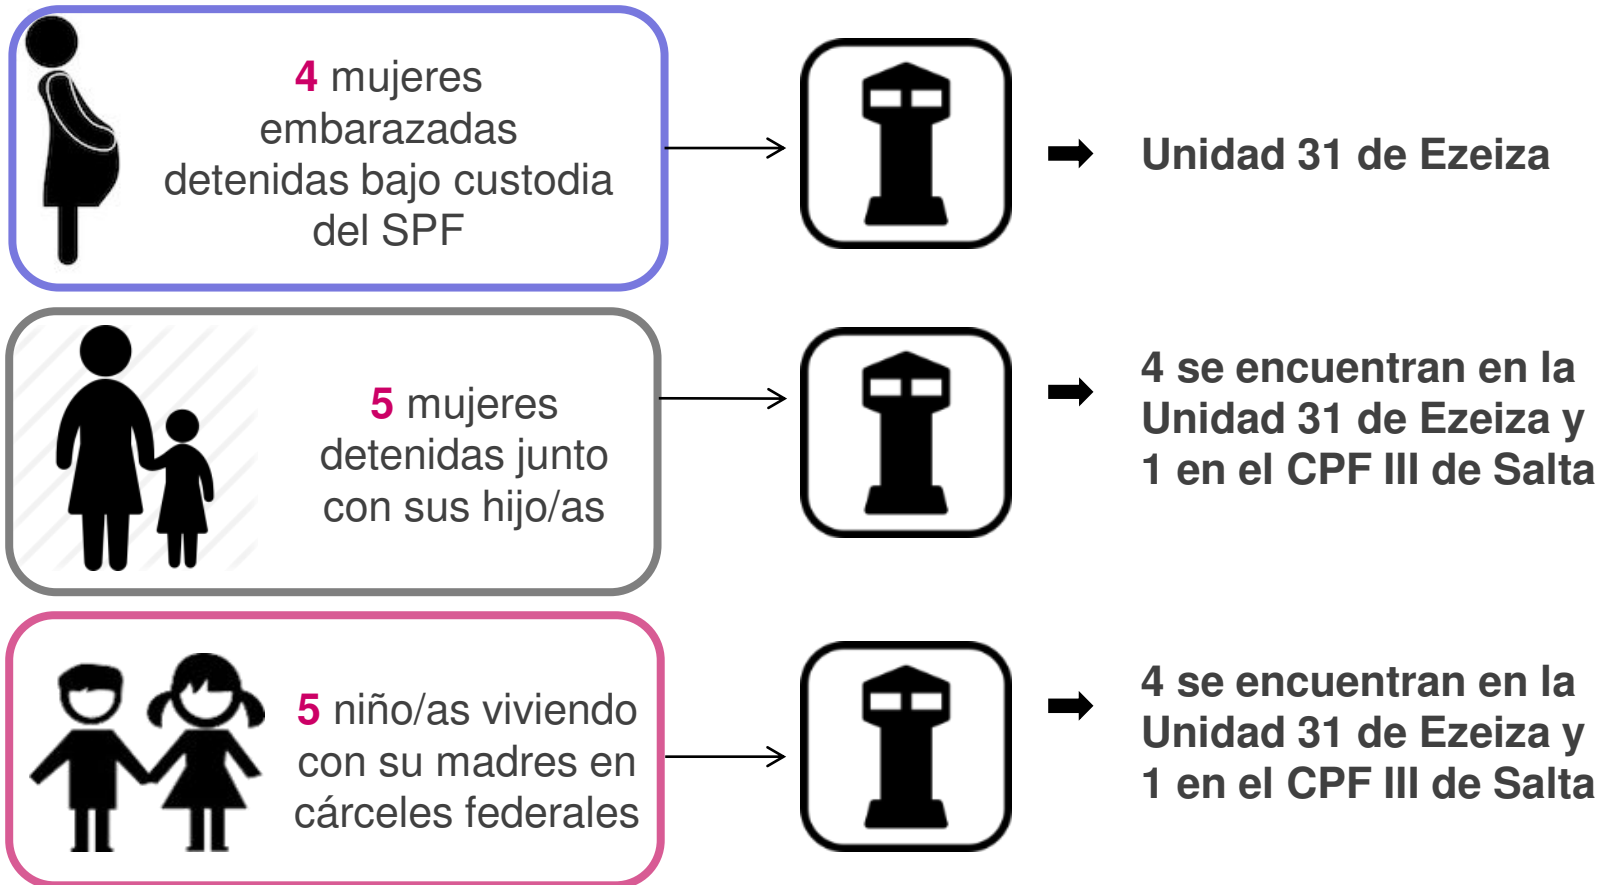 4 mujeres
embarazadas
detenidas bajo custodia
del SPF
Unidad 31 de Ezeiza
5 mujeres
detenidas junto
con sus hijo/as
4 se encuentran en la
Unidad 31 de Ezeiza y
1 en el CPF III de Salta
5 niño/as viviendo
con su madres en
cárceles federales
4 se encuentran en la
Unidad 31 de Ezeiza y
1 en el CPF III de Salta